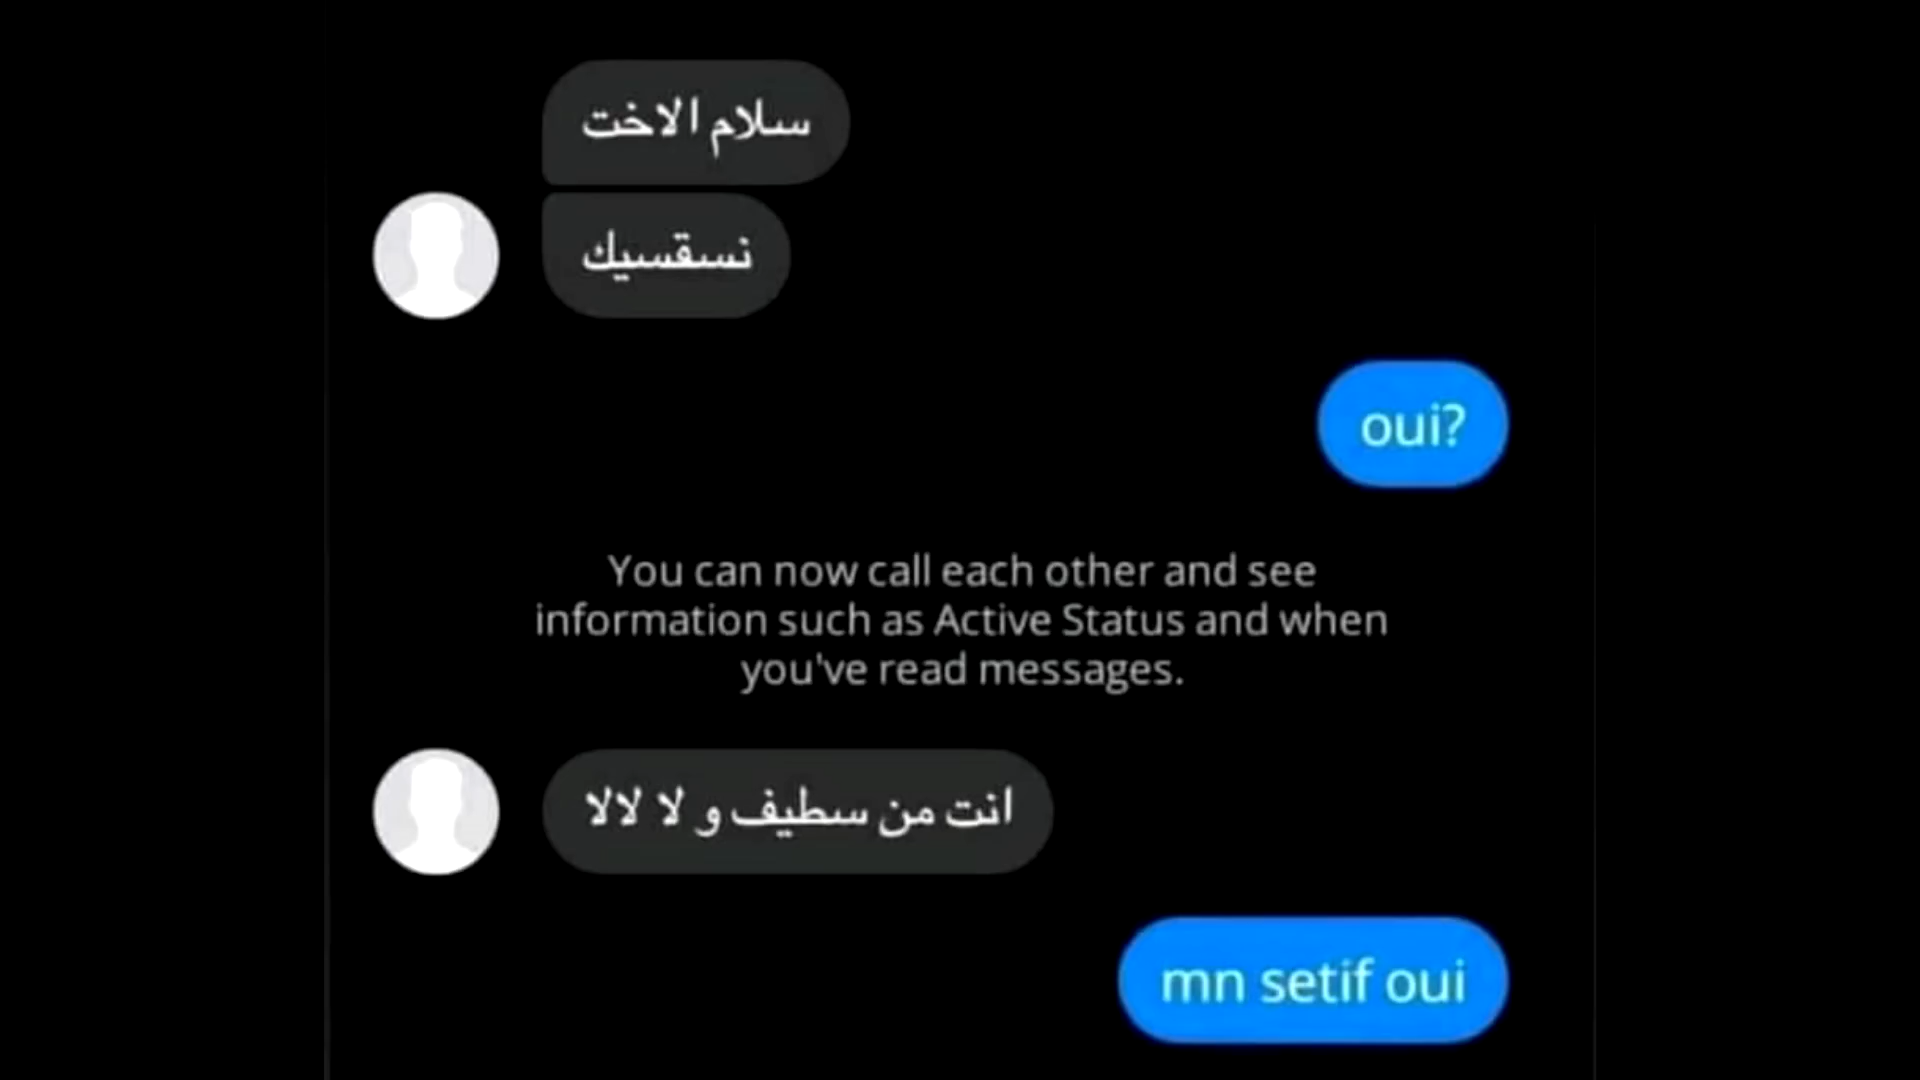 سلام الاخت
نسقسيك
oui?
You can now call each other and see
information such as Active Status and when
you've read messages.
انت من سطيف و لا لالا
mn setif oui